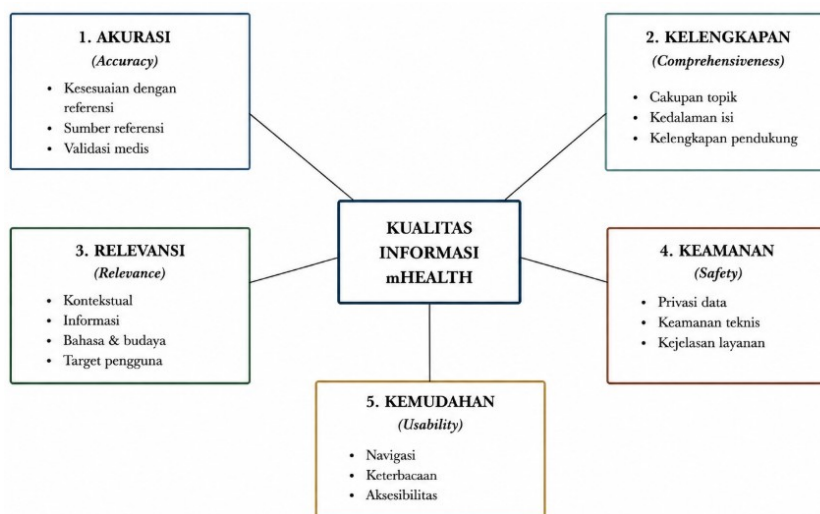 1. AKURASI
(Accuracy)
• Kesesuaian dengan
referensi
• Sumber referensi
• Validasi medis
2. KELENGKAPAN
(Comprehensiveness)
• Cakupan topik
• Kedalaman isi
• Kelengkapan pendukung
KUALITAS
INFORMASI
mHEALTH
3. RELEVANSI
(Relevance)
• Kontekstual
• Informasi
• Bahasa & budaya
• Target pengguna
4. KEAMANAN
(Safety)
• Privasi data
• Keamanan teknis
• Kejelasan layanan
5. KEMUDAHAN
(Usability)
• Navigasi
• Keterbacaan
• Aksesibilitas